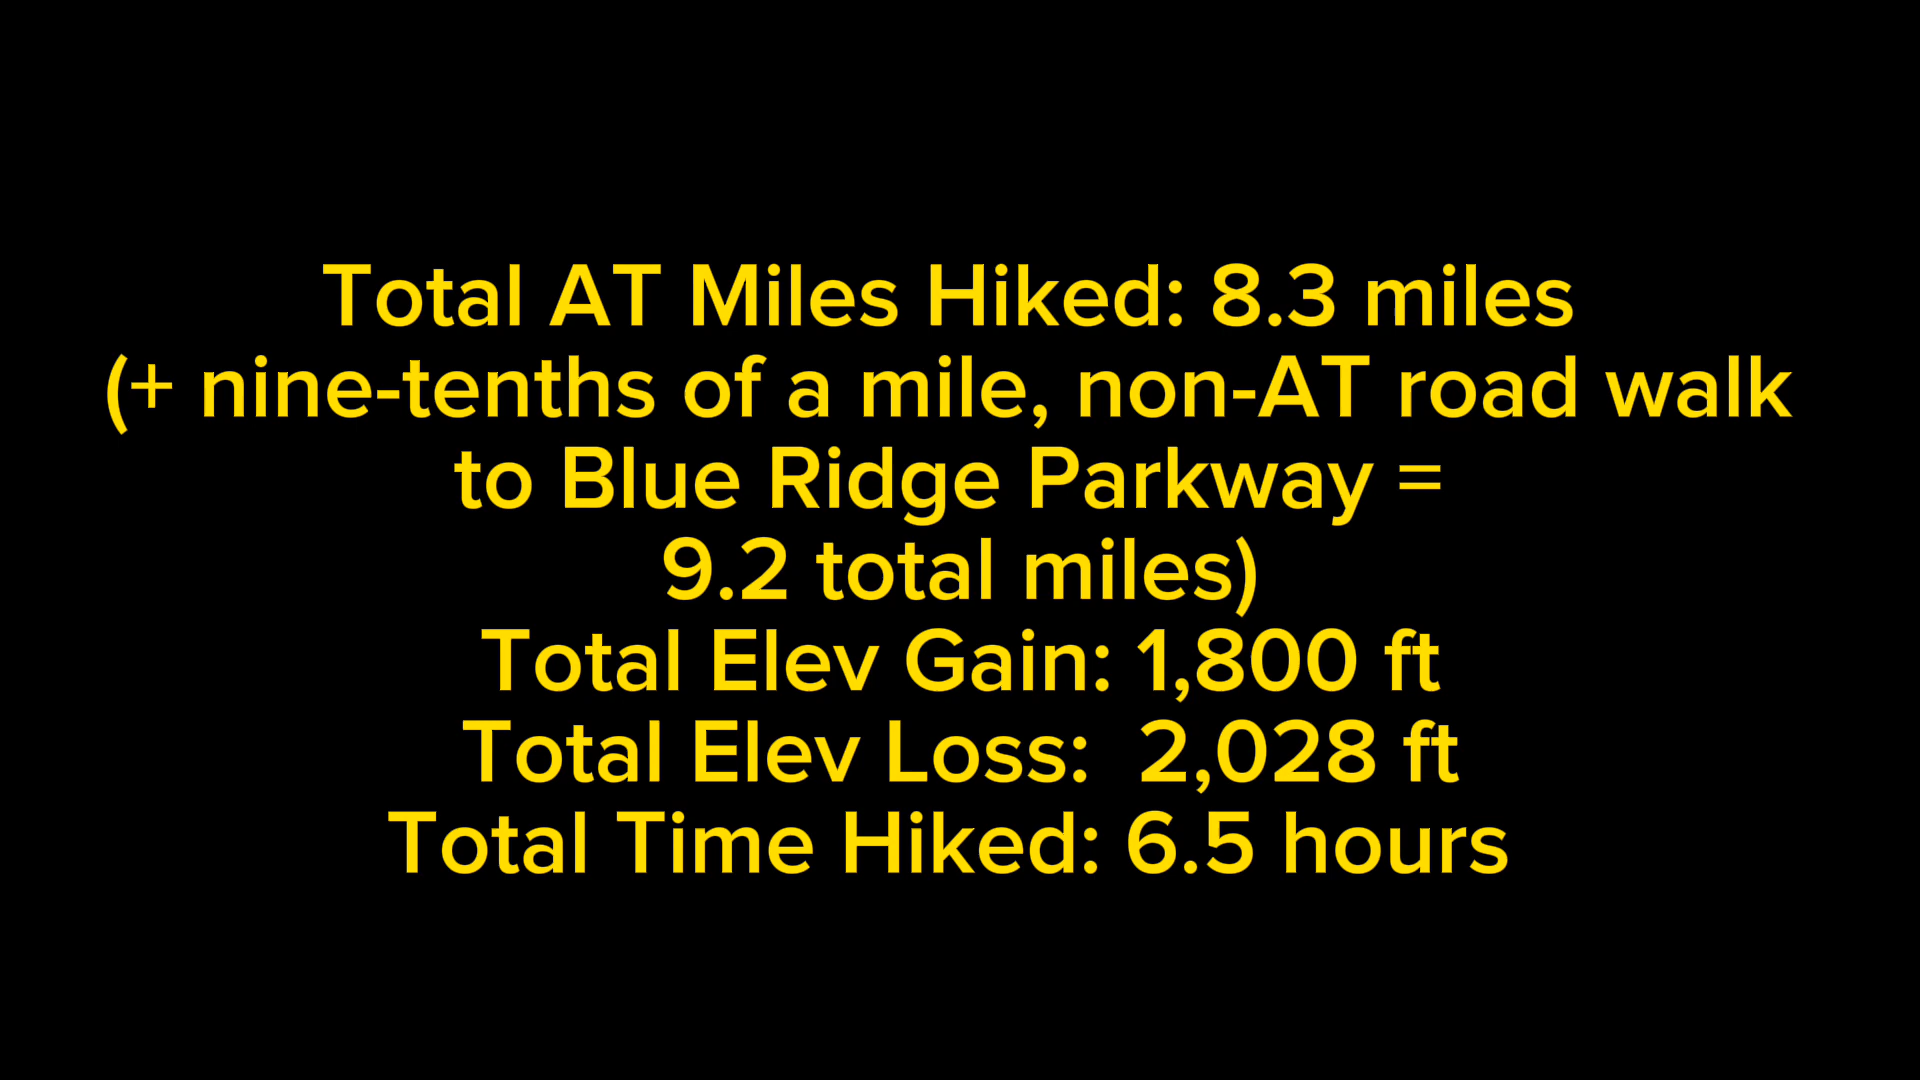 Total AT Miles Hiked: 8.3 miles
(+ nine-tenths of a mile, non-AT road walk
to Blue Ridge Parkway =
9.2 total miles)
Total Elev Gain: 1,800 ft
Total Elev Loss:  2,028 ft
Total Time Hiked: 6.5 hours